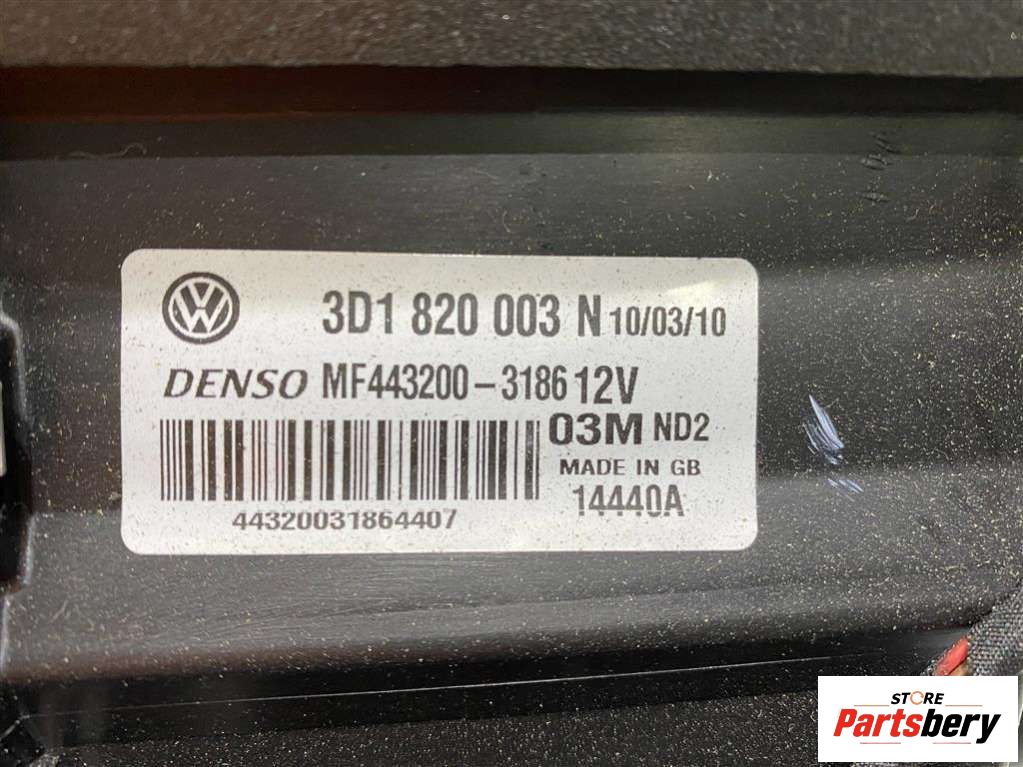 3D1 820 003 N 10/03/10
DENSO MF443200-3186 12V
03M ND2
MADE IN GB
14440A
44320031864407
STORE
Partsbery